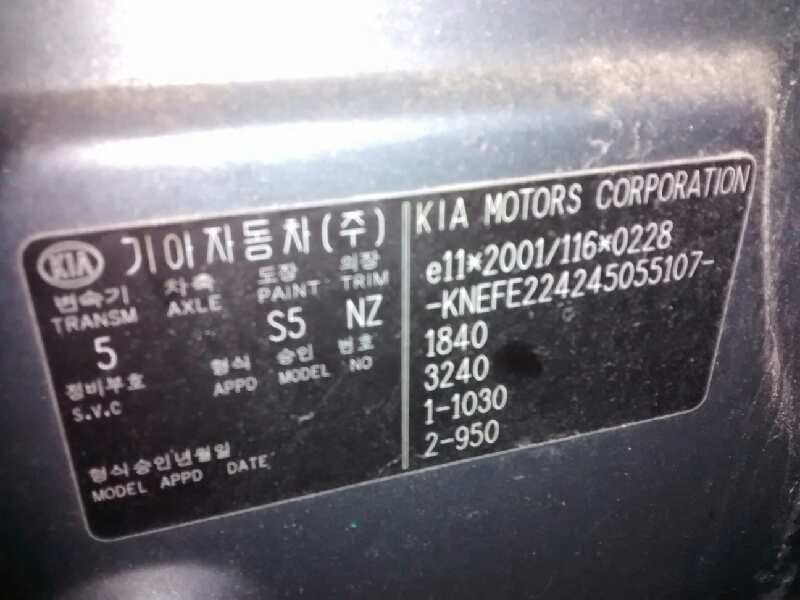 KIA 기아자동차(주)
변속기 차축 도장 의장
TRANSM AXLE PAINT TRIM
5 S5 NZ
정비부호 형식 승인 번호
S.V.C APPD MODEL NO
형식승인년월일
MODEL APPD DATE
KIA MOTORS CORPORATION
e11*2001/116*0228
-KNEFE224245055107-
1840
3240
1-1030
2-950